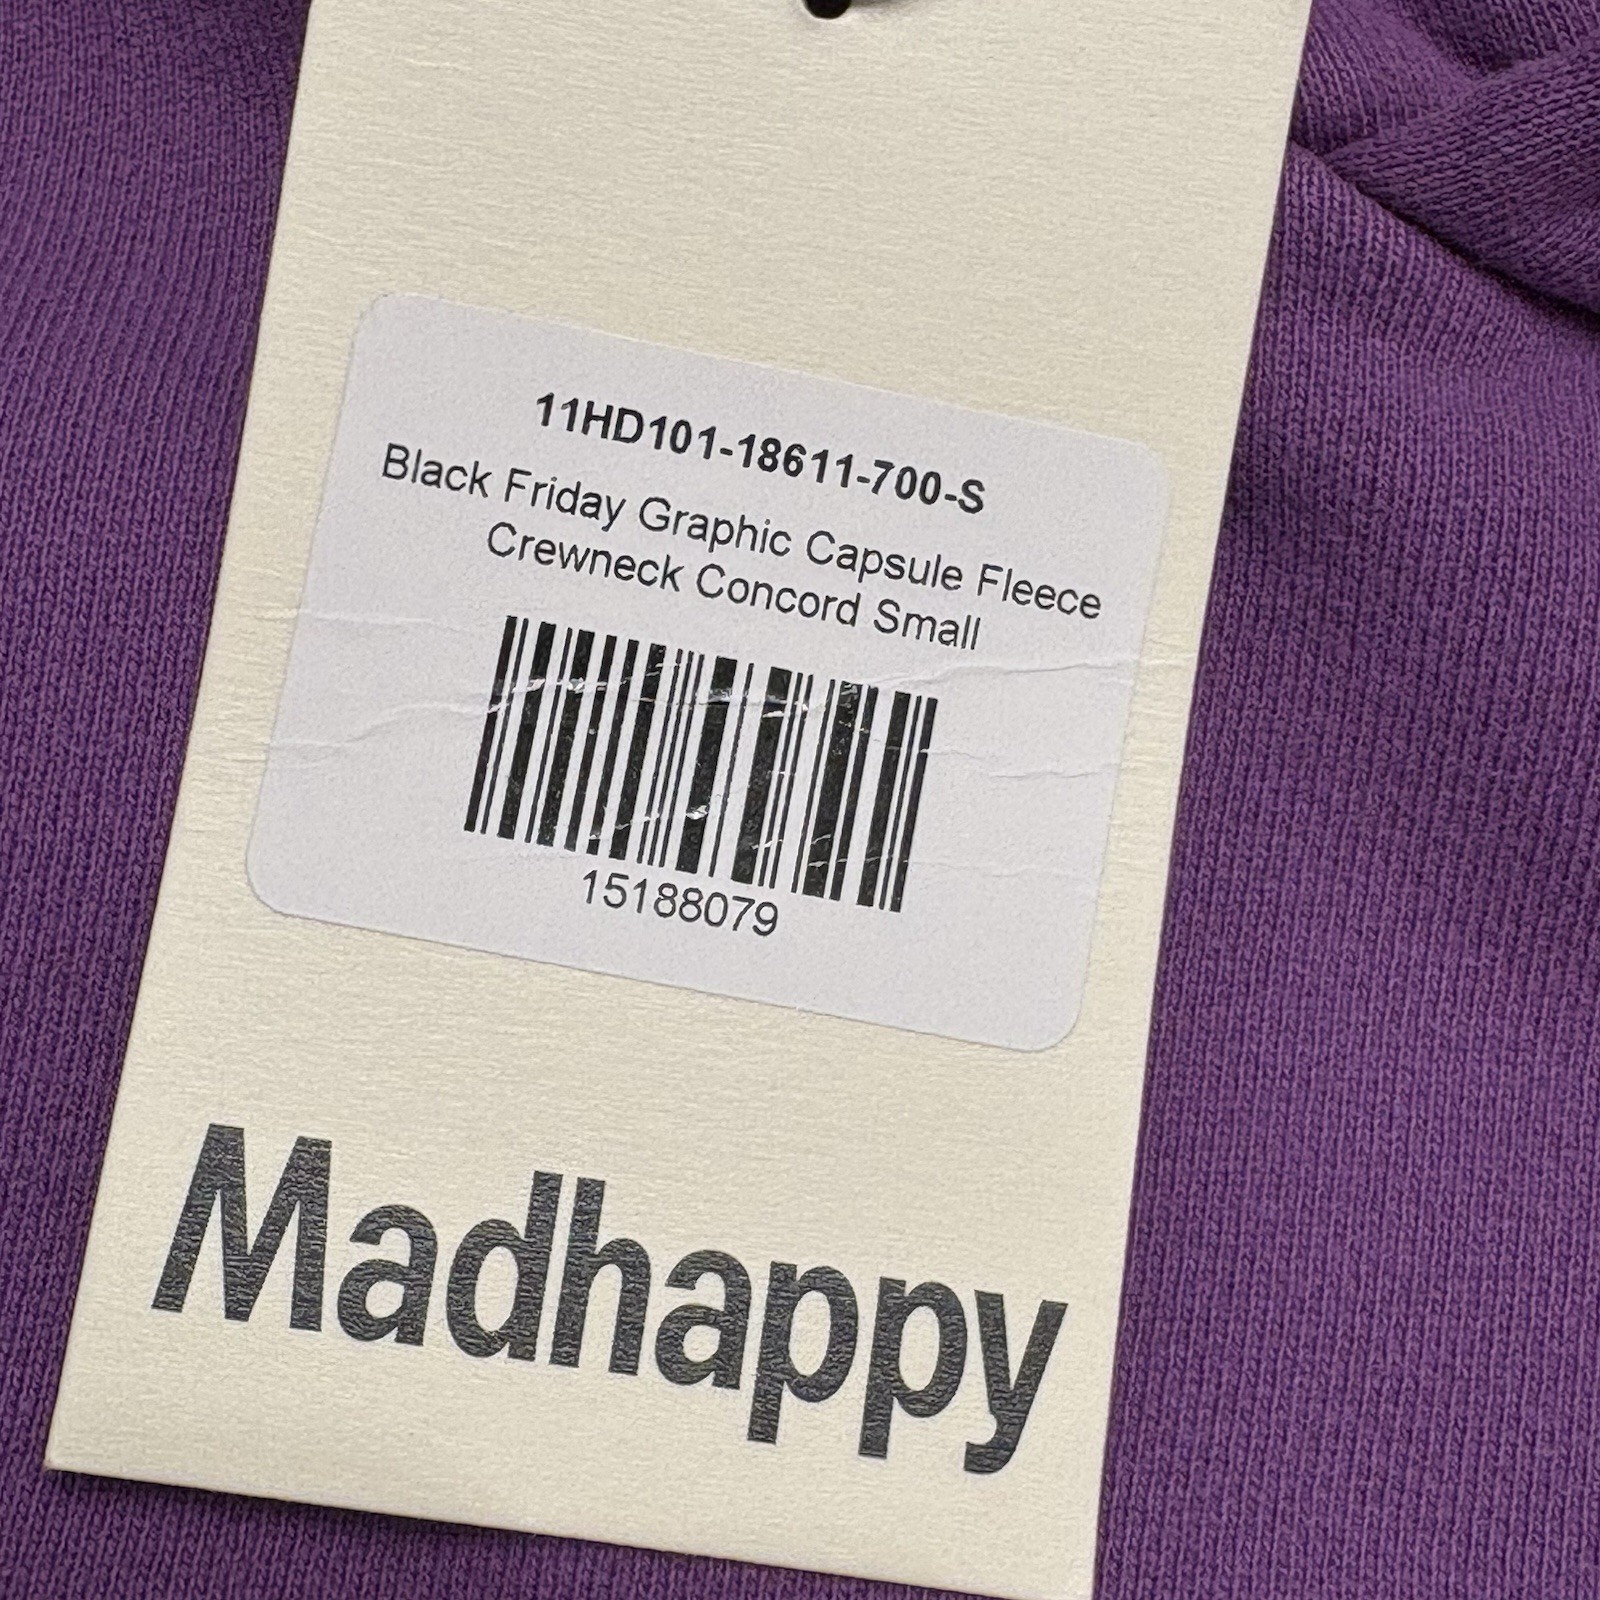 11HD101-18611-700-S
Black Friday Graphic Capsule Fleece
Crewneck Concord Small
15188079
Madhappy